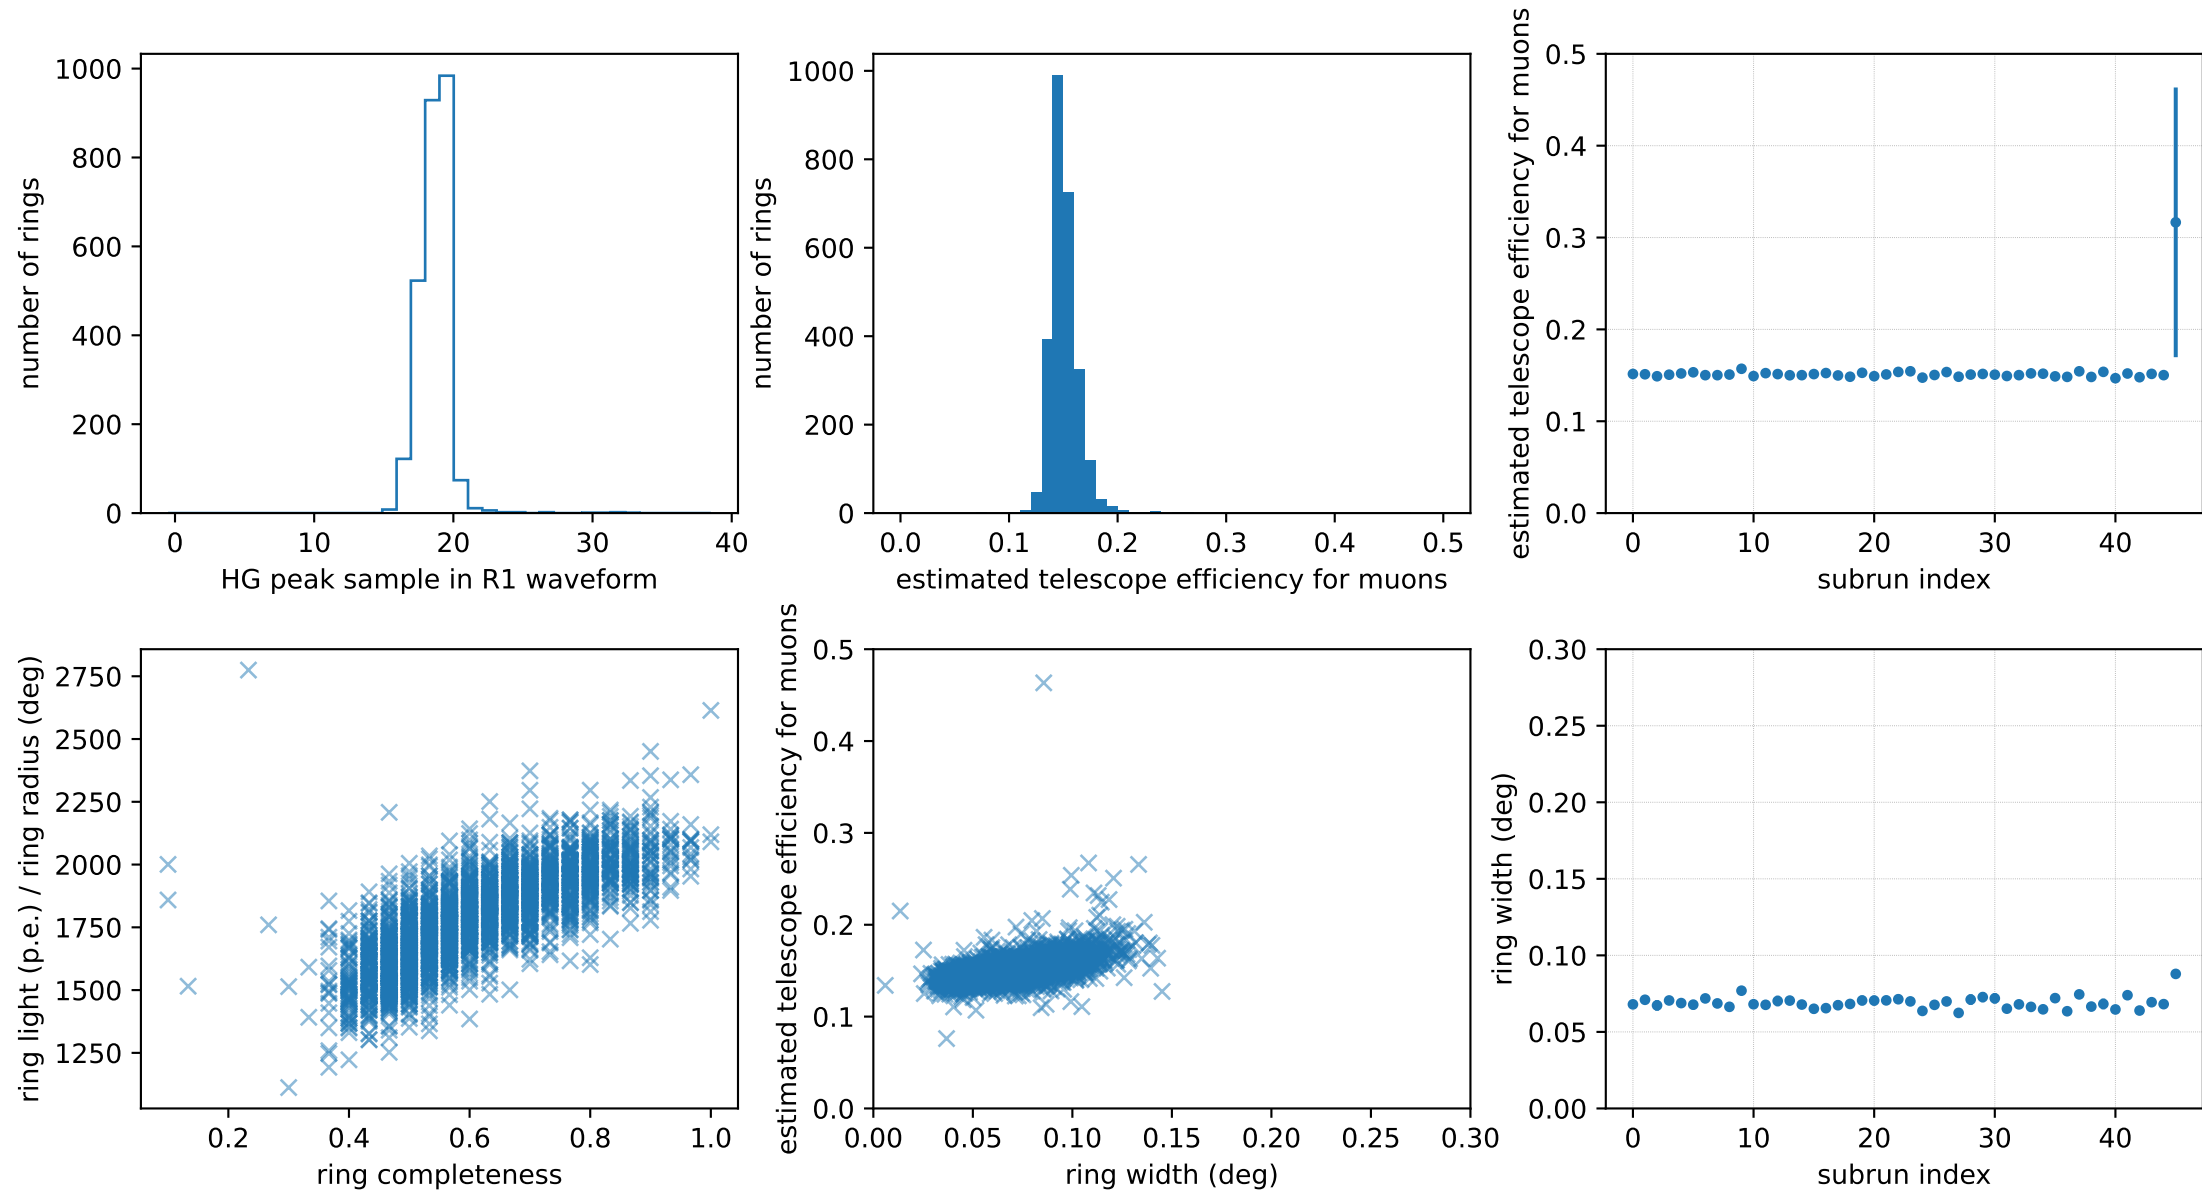 1000
800
600
400
200
0
number of rings
0 10 20 30 40
HG peak sample in R1 waveform
1000
800
600
400
200
0
number of rings
0.0 0.1 0.2 0.3 0.4 0.5
estimated telescope efficiency for muons
0.5
0.4
0.3
0.2
0.1
0.0
estimated telescope efficiency for muons
0 10 20 30 40
subrun index
2750
2500
2250
2000
1750
1500
1250
ring light (p.e.) / ring radius (deg)
0.2 0.4 0.6 0.8 1.0
ring completeness
0.5
0.4
0.3
0.2
0.1
0.0
estimated telescope efficiency for muons
0.00 0.05 0.10 0.15 0.20 0.25 0.30
ring width (deg)
0.30
0.25
0.20
0.15
0.10
0.05
0.00
ring width (deg)
0 10 20 30 40
subrun index